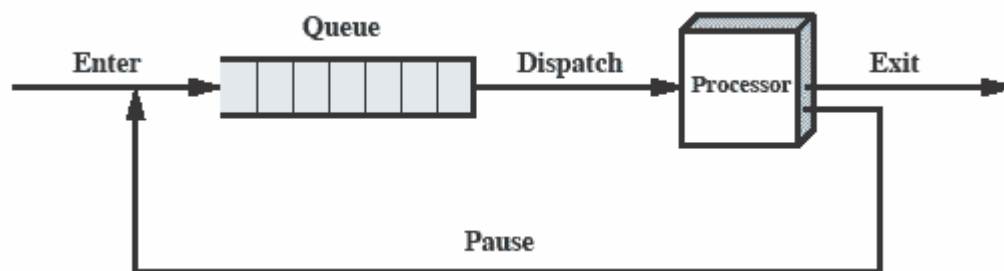 Queue
Enter
Dispatch
Processor
Exit
Pause